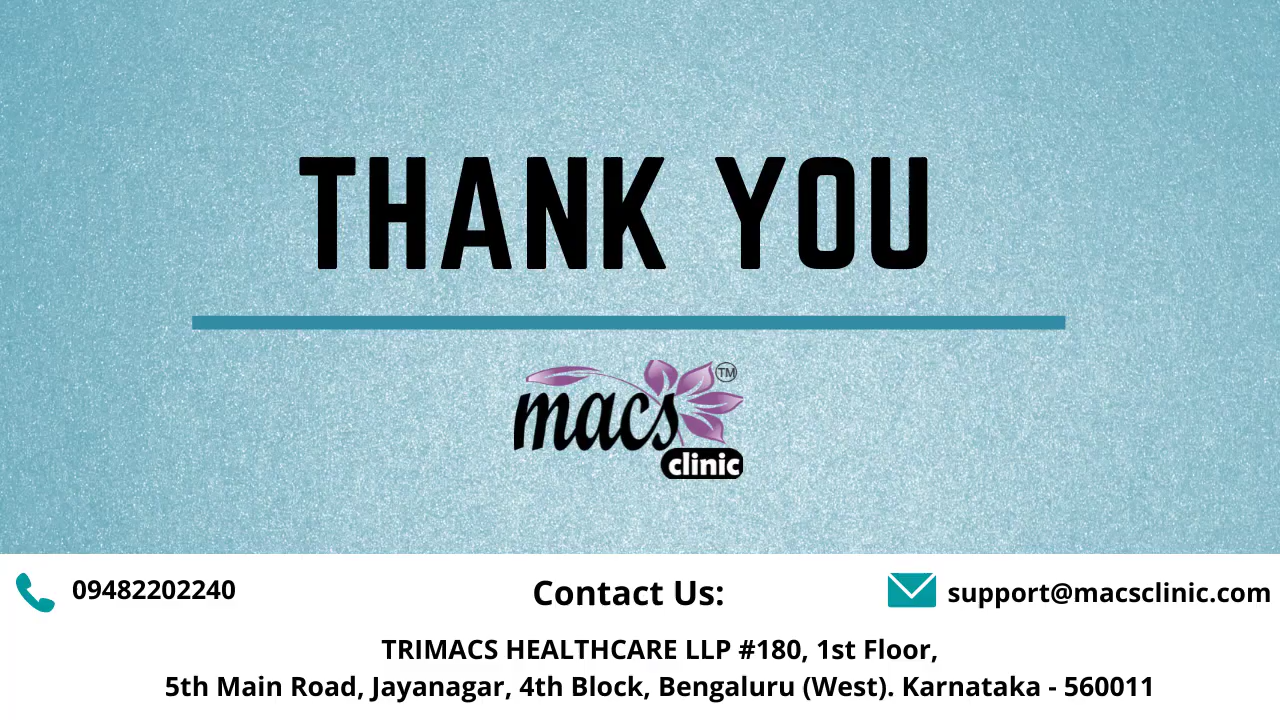 THANK YOU
macs TM
clinic
09482202240
Contact Us:
support@macsclinic.com
TRIMACS HEALTHCARE LLP #180, 1st Floor,
5th Main Road, Jayanagar, 4th Block, Bengaluru (West). Karnataka - 560011